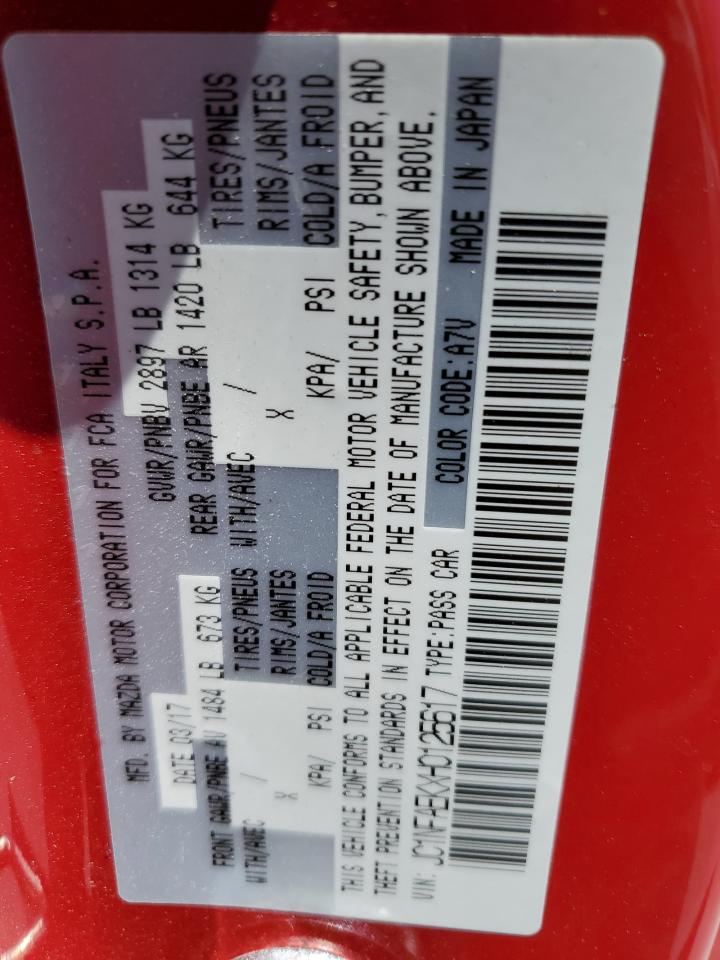 MFD. BY MAZDA MOTOR CORPORATION FOR FCA ITALY S.P.A.
DATE 03/17 GVWR/PNBV 2897 LB 1314 KG
FRONT GAWR/PNBE AV 1484 LB 673 KG REAR GAWR/PNBE AR 1420 LB 644 KG
WITH/AVEC / TIRES/PNEUS WITH/AVEC / TIRES/PNEUS
X RIMS/JANTES X RIMS/JANTES
KPA/ PSI COLD/A FROID KPA/ PSI COLD/A FROID
THIS VEHICLE CONFORMS TO ALL APPLICABLE FEDERAL MOTOR VEHICLE SAFETY, BUMPER, AND
THEFT PREVENTION STANDARDS IN EFFECT ON THE DATE OF MANUFACTURE SHOWN ABOVE.
VIN: JC1NFAEKXH0125617 TYPE:PASS CAR COLOR CODE:A7V MADE IN JAPAN